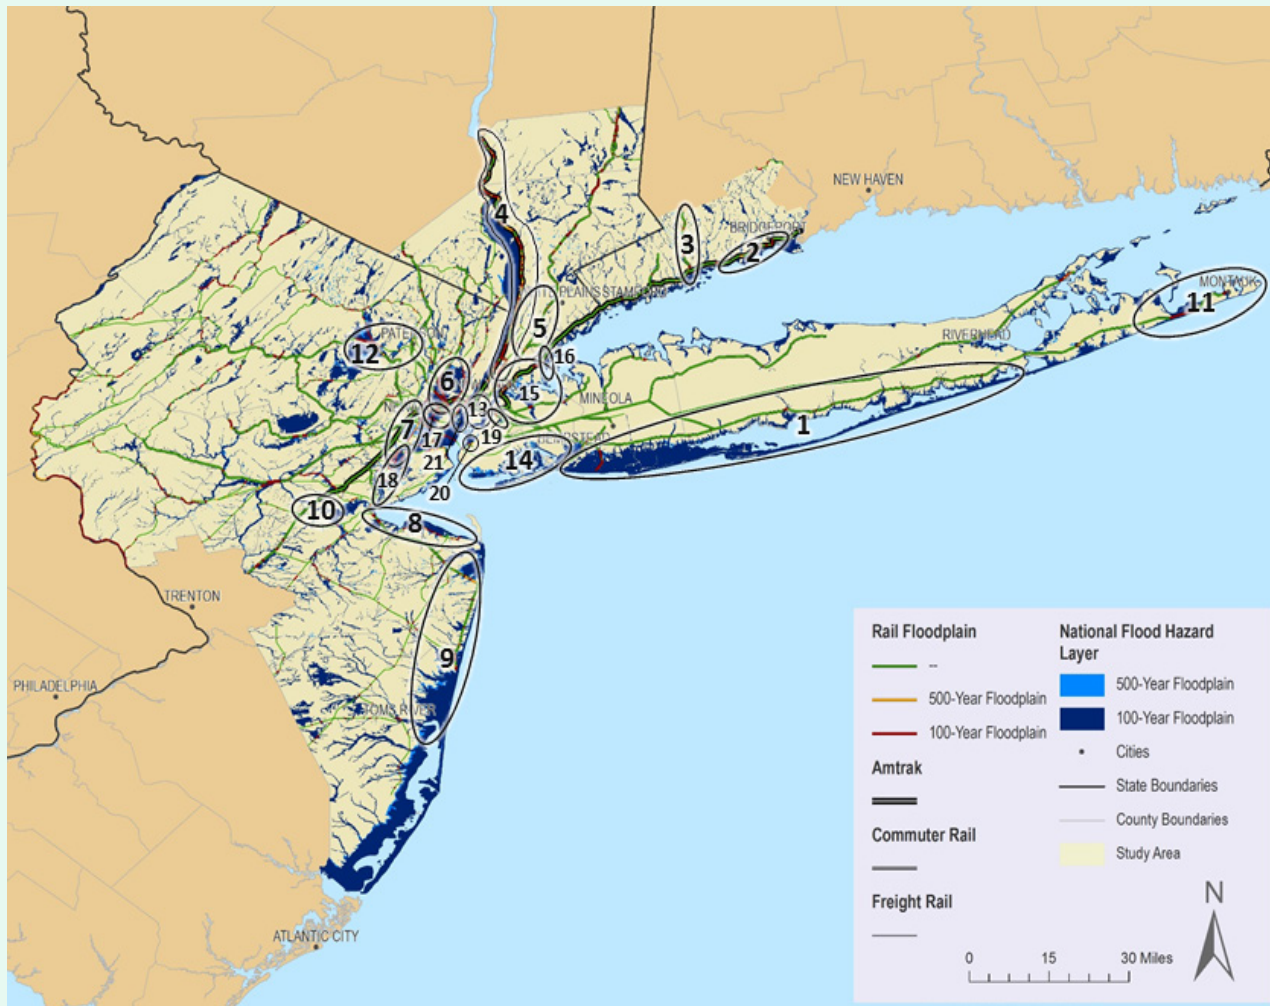 NEW HAVEN
4
BRIDGEPORT
3
2
MONTAUK
11
PLAINS STAMFORD
5
RIVERHEAD
PATERSON
12
16
6
15
MINEOLA
13
1
7
17
19
HEMPSTEAD
21
14
18
20
10
8
TRENTON
9
PHILADELPHIA
TOMS RIVER
ATLANTIC CITY
Rail Floodplain
--
500-Year Floodplain
100-Year Floodplain
Amtrak
Commuter Rail
Freight Rail
National Flood Hazard
Layer
500-Year Floodplain
100-Year Floodplain
Cities
State Boundaries
County Boundaries
Study Area
N
0 15 30 Miles